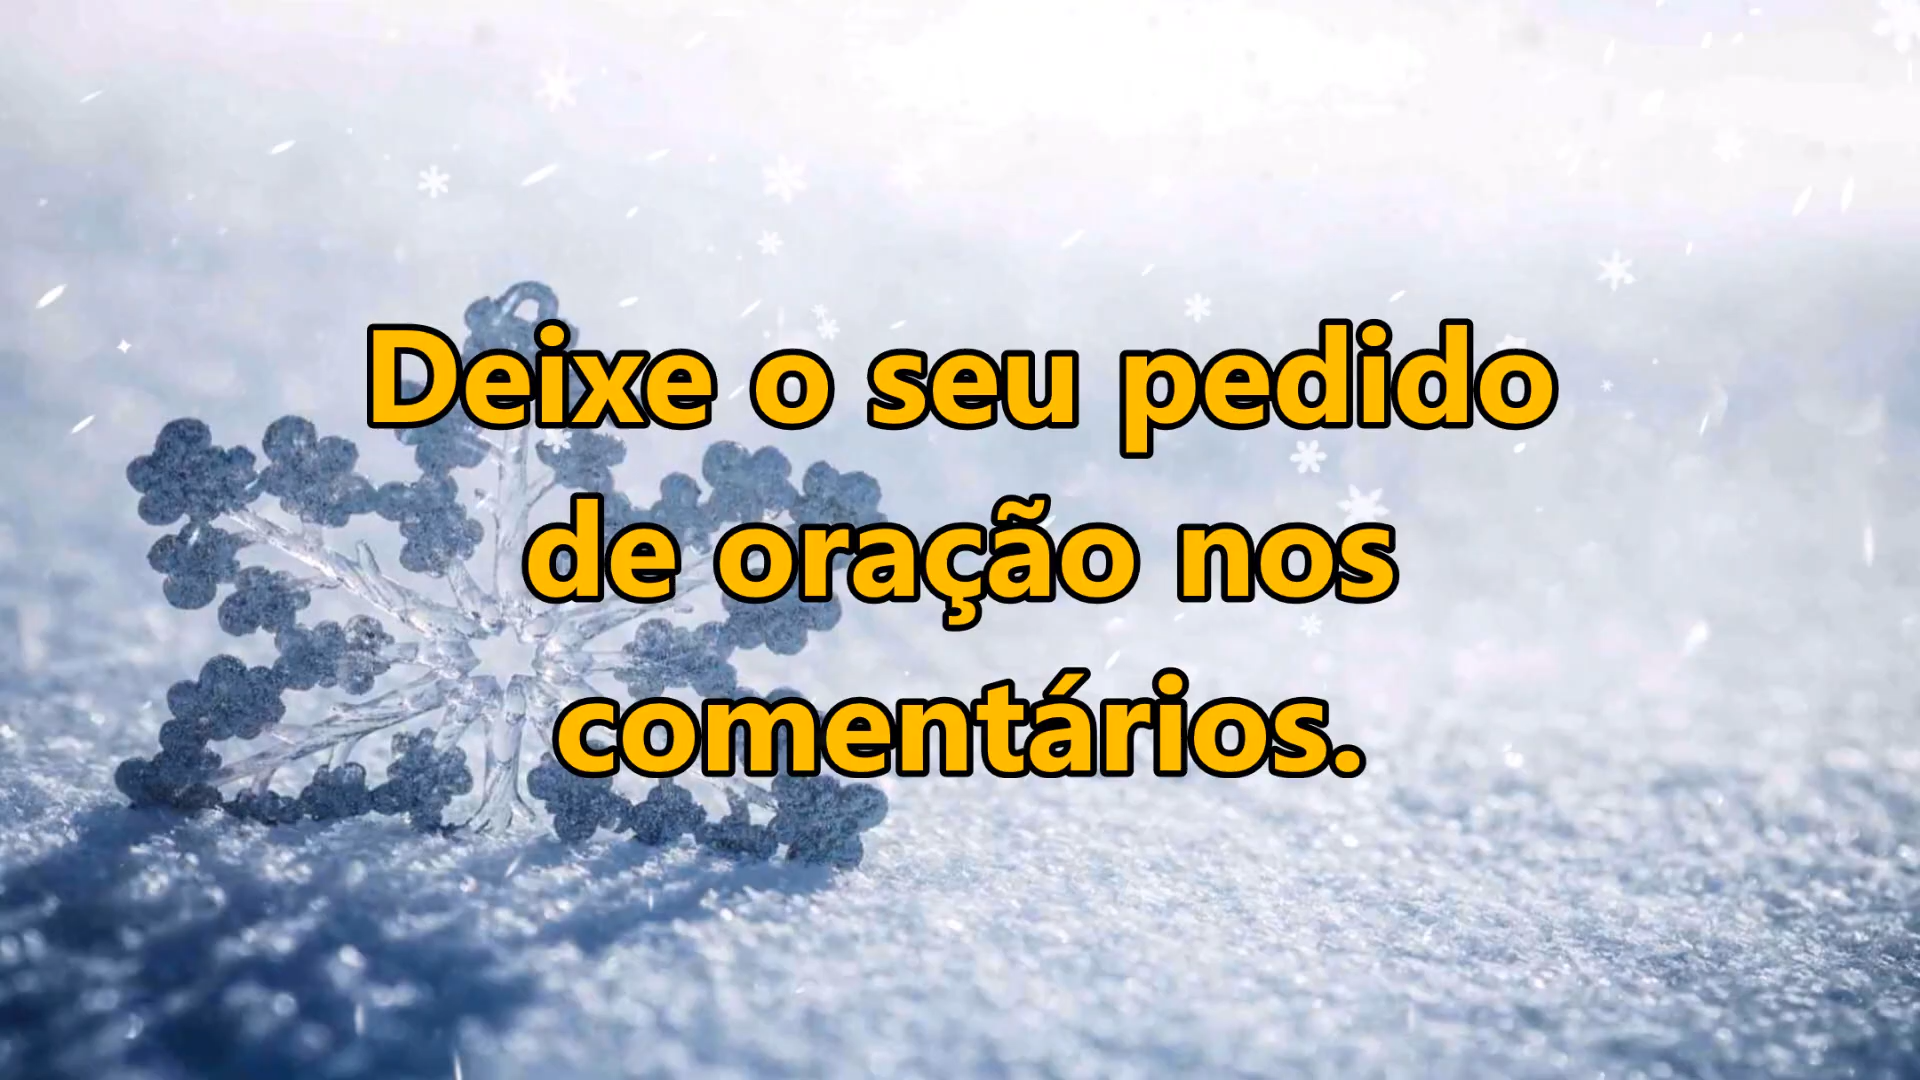 Deixe o seu pedido
de oração nos
comentários.